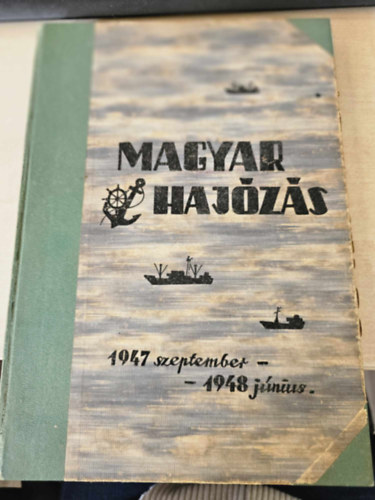 MAGYAR
HAJÓZÁS
1947 szeptember –
– 1948 június.